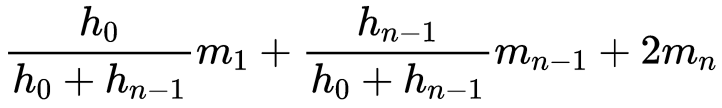 \frac{h_0}{h_0 + h_{n-1}} m_1 + \frac{h_{n-1}}{h_0 + h_{n-1}} m_{n-1} + 2m_n